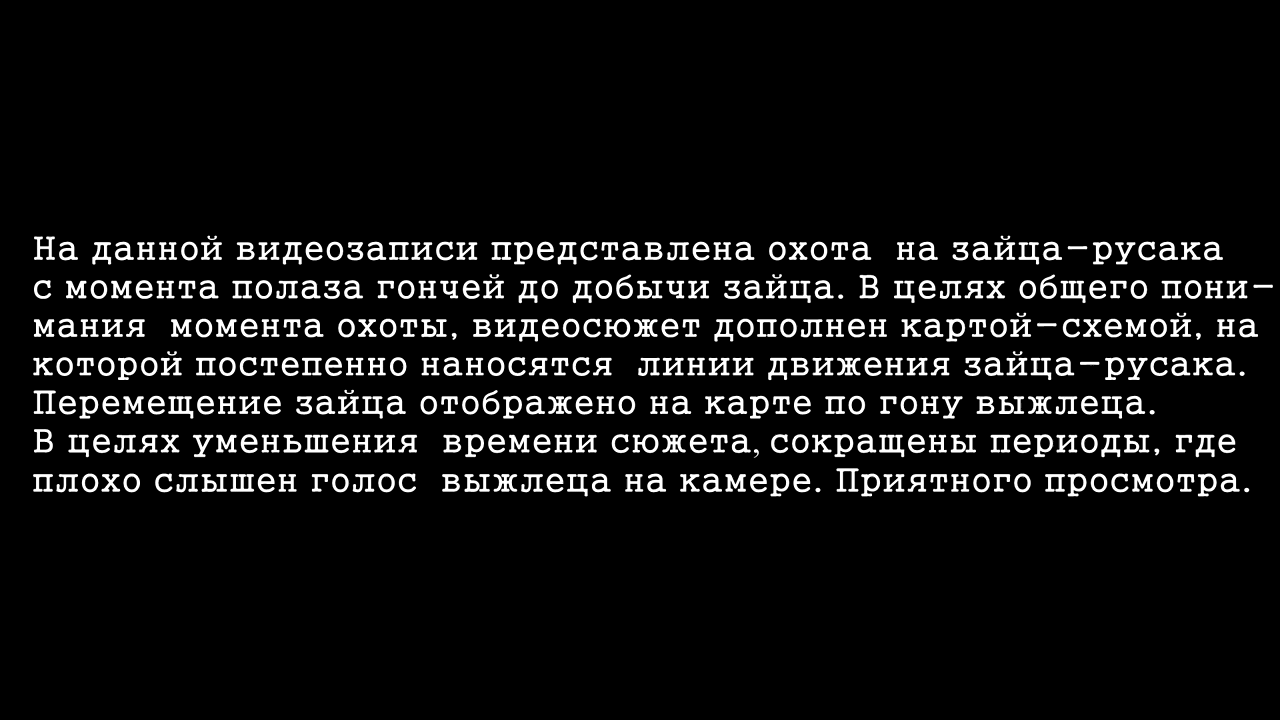 На данной видеозаписи представлена охота на зайца-русака
с момента полаза гончей до добычи зайца. В целях общего пони-
мания момента охоты, видеосюжет дополнен картой-схемой, на
которой постепенно наносятся линии движения зайца-русака.
Перемещение зайца отображено на карте по гону выжлеца.
В целях уменьшения времени сюжета, сокращены периоды, где
плохо слышен голос выжлеца на камере. Приятного просмотра.